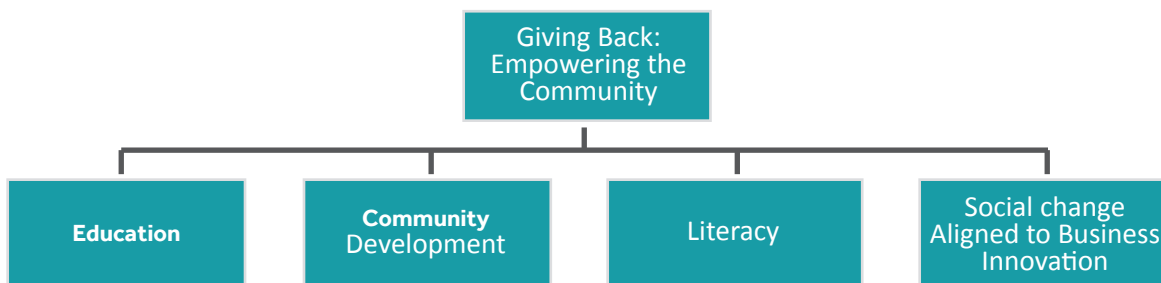 Giving Back:
Empowering the
Community
Education
Community
Development
Literacy
Social change
Aligned to Business
Innovation